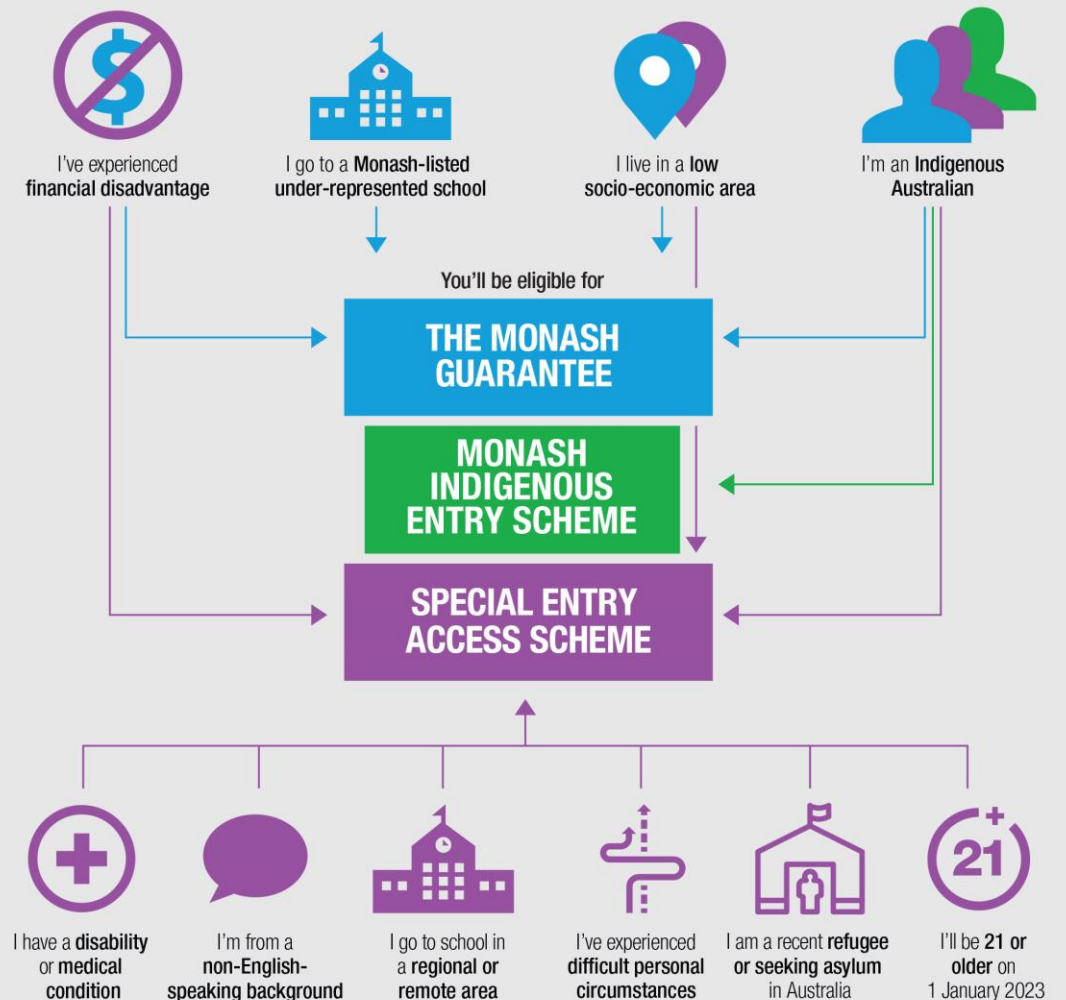 I've experienced
financial disadvantage
I go to a Monash-listed
under-represented school
I live in a low
socio-economic area
I'm an Indigenous
Australian
You'll be eligible for
THE MONASH
GUARANTEE
MONASH
INDIGENOUS
ENTRY SCHEME
SPECIAL ENTRY
ACCESS SCHEME
21+
I have a disability
or medical
condition
I'm from a
non-English-
speaking background
I go to school in
a regional or
remote area
I've experienced
difficult personal
circumstances
I am a recent refugee
or seeking asylum
in Australia
I'll be 21 or
older on
1 January 2023